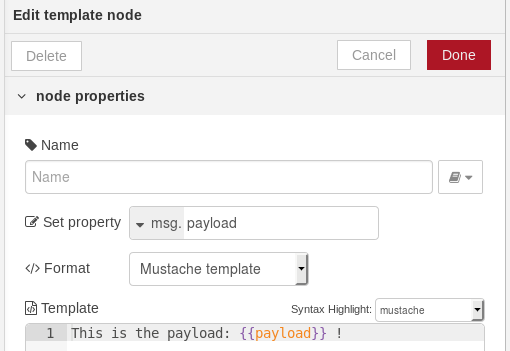 Edit template node
Delete Cancel Done
node properties
Name
Name
Set property msg. payload
Format Mustache template
Template Syntax Highlight: mustache
1 This is the payload: {{payload}} !